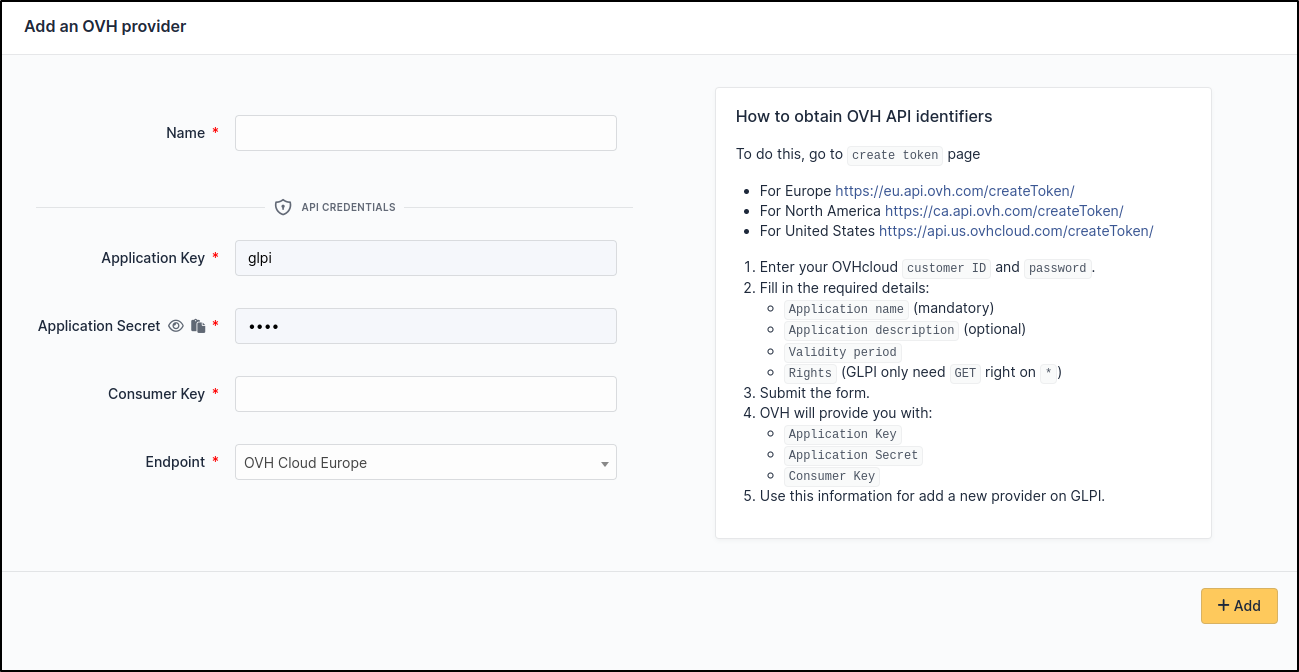 Add an OVH provider
Name *
API CREDENTIALS
Application Key *
glpi
Application Secret *
••••
Consumer Key *
Endpoint *
OVH Cloud Europe
How to obtain OVH API identifiers
To do this, go to create token page
• For Europe https://eu.api.ovh.com/createToken/
• For North America https://ca.api.ovh.com/createToken/
• For United States https://api.us.ovhcloud.com/createToken/
1. Enter your OVHcloud customer ID and password.
2. Fill in the required details:
Application name (mandatory)
Application description (optional)
Validity period
Rights (GLPI only need GET right on *)
3. Submit the form.
4. OVH will provide you with:
Application Key
Application Secret
Consumer Key
5. Use this information for add a new provider on GLPI.
+ Add